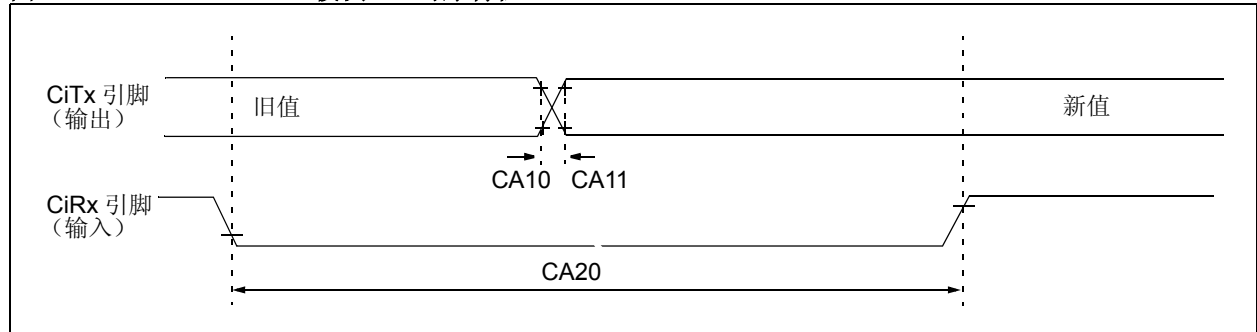 CiTx 引脚
（输出）
旧值
新值
CA10
CA11
CiRx 引脚
（输入）
CA20